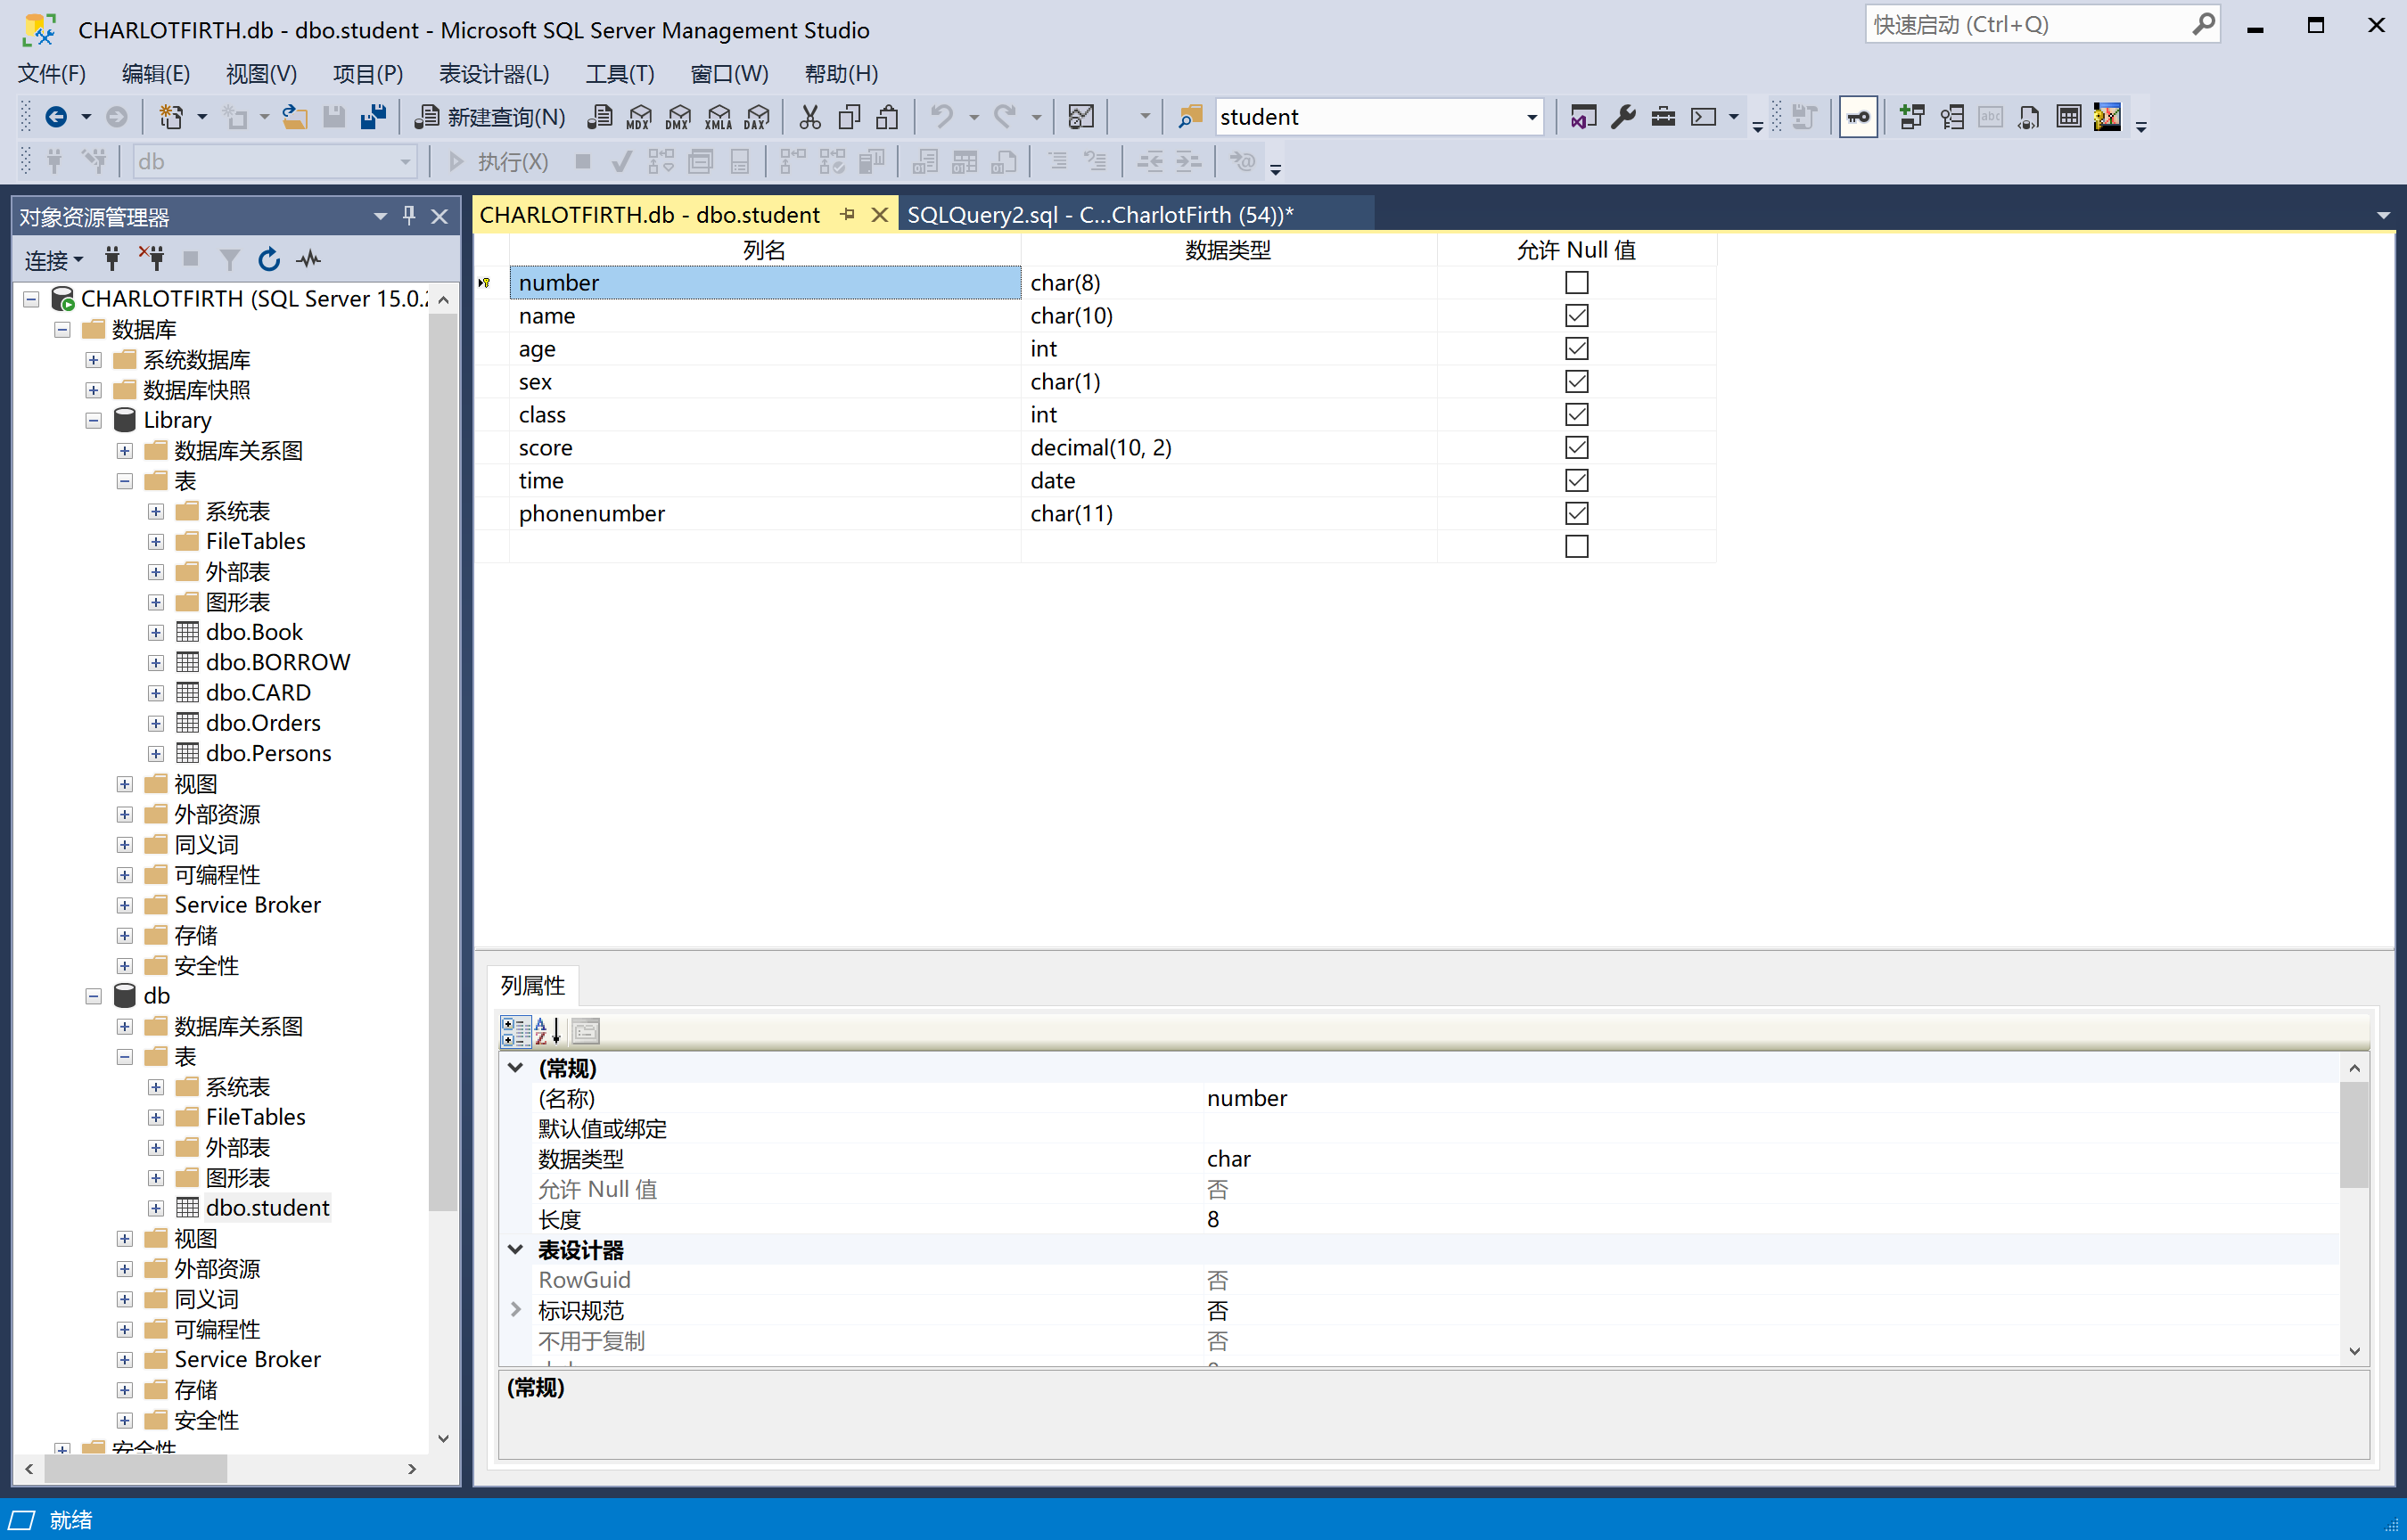 CHARLOTFIRTH.db - dbo.student - Microsoft SQL Server Management Studio
快速启动 (Ctrl+Q)
文件(F) 编辑(E) 视图(V) 项目(P) 表设计器(L) 工具(T) 窗口(W) 帮助(H)
新建查询(N) MDX DMX XMLA DAX student abc
db 执行(X)
对象资源管理器
CHARLOTFIRTH.db - dbo.student
SQLQuery2.sql - C...CharlotFirth (54))*
连接
CHARLOTFIRTH (SQL Server 15.0.
数据库
系统数据库
数据库快照
Library
数据库关系图
表
系统表
FileTables
外部表
图形表
dbo.Book
dbo.BORROW
dbo.CARD
dbo.Orders
dbo.Persons
视图
外部资源
同义词
可编程性
Service Broker
存储
安全性
db
数据库关系图
表
系统表
FileTables
外部表
图形表
dbo.student
视图
外部资源
同义词
可编程性
Service Broker
存储
安全性
安全性
列名 数据类型 允许 Null 值
number char(8)
name char(10)
age int
sex char(1)
class int
score decimal(10, 2)
time date
phonenumber char(11)
列属性
(常规)
(名称) number
默认值或绑定
数据类型 char
允许 Null 值 否
长度 8
表设计器
RowGuid 否
标识规范 否
不用于复制 否
(常规)
就绪